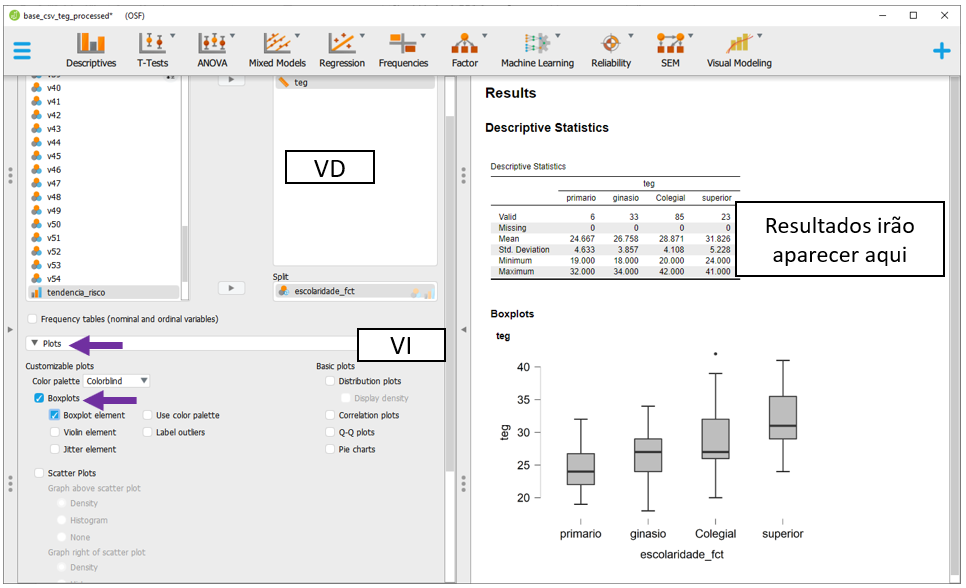 base_csv_teg_processed* (OSF)
Descriptives T-Tests ANOVA Mixed Models Regression Frequencies Factor Machine Learning Reliability SEM Visual Modeling
v40
v41
v42
v43
v44
v45
v46
v47
v48
v49
v50
v51
v52
v53
v54
tendencia_risco
teg
VD
Split
escolaridade_fct
VI
Frequency tables (nominal and ordinal variables)
Plots
Customizable plots
Color palette Colorblind
Boxplots
Boxplot element Use color palette
Violin element Label outliers
Jitter element
Scatter Plots
Graph above scatter plot
Density
Histogram
None
Graph right of scatter plot
Density
Basic plots
Distribution plots
Display density
Correlation plots
Q-Q plots
Pie charts
Results
Descriptive Statistics
Descriptive Statistics
teg
primario ginasio Colegial superior
Valid 6 33 85 23
Missing 0 0 0 0
Mean 24.667 26.758 28.871 31.826
Std. Deviation 4.633 3.857 4.108 5.228
Minimum 19.000 18.000 20.000 24.000
Maximum 32.000 34.000 42.000 41.000
Resultados irão
aparecer aqui
Boxplots
teg
40
35
30
25
20
teg
primario ginasio Colegial superior
escolaridade_fct